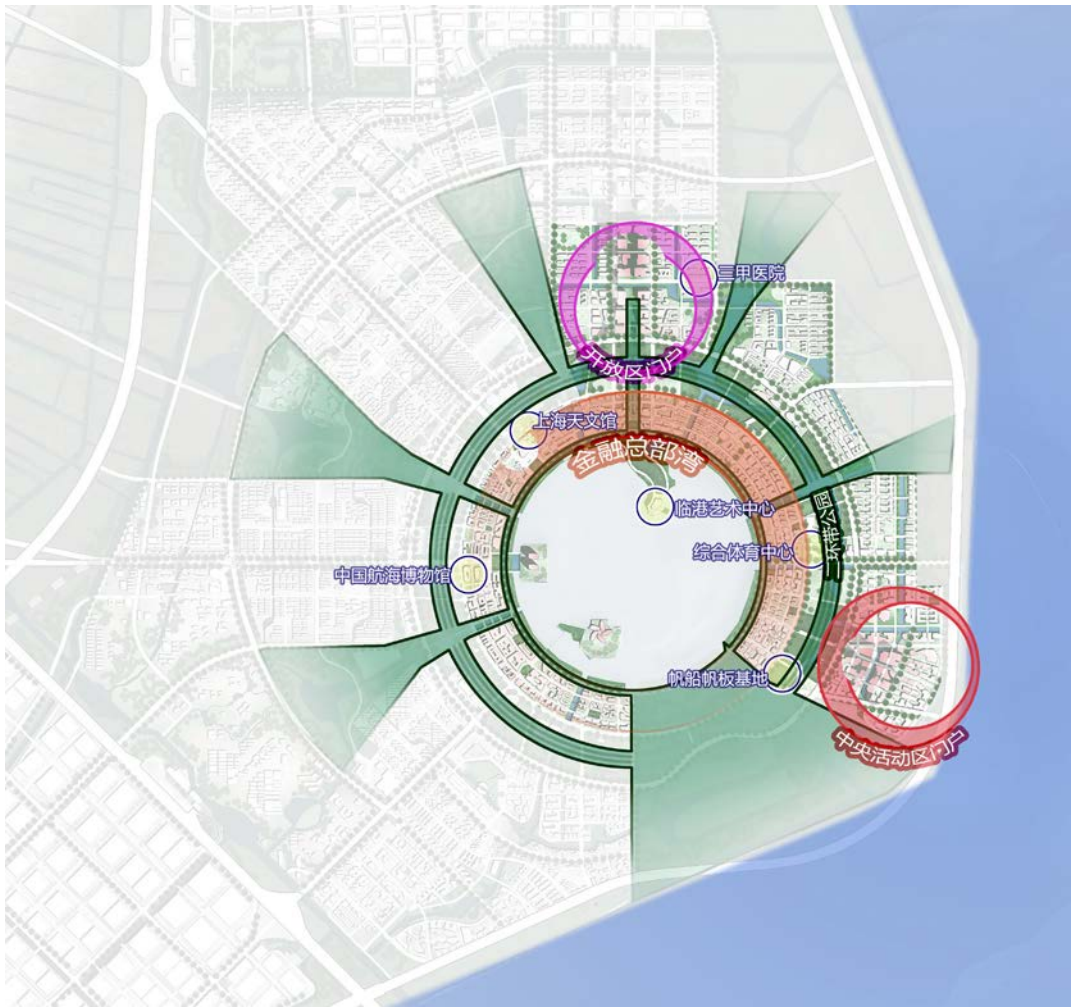 三甲医院
开放区门户
上海天文馆
金融总部湾
临港艺术中心
二环带公园
综合体育中心
中国航海博物馆
帆船帆板基地
中央活动区门户